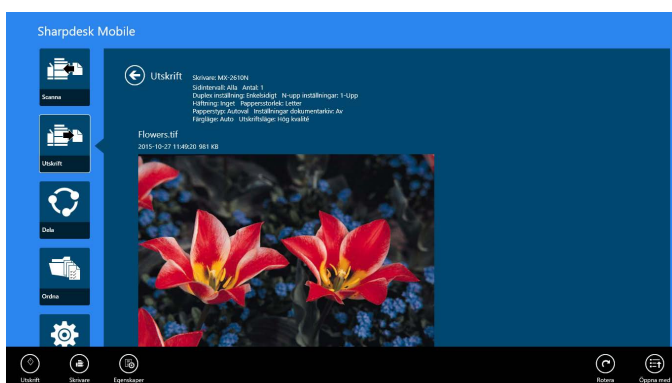 Sharpdesk Mobile
Scanna
Utskrift
Dela
Ordna
Utskrift
Skrivare: MX-2610N
Sidintervall: Alla Antal: 1
Duplex inställning: Enkelsidigt N-upp inställningar: 1-Upp
Häftning: Inget Pappersstorlek: Letter
Papperstyp: Autoval Inställningar dokumentarkiv: Av
Färgläge: Auto Utskriftsläge: Hög kvalité
Flowers.tif
2015-10-27 11:49:20 981 KB
Utskrift
Skrivare
Egenskaper
Rotera
Öppna med